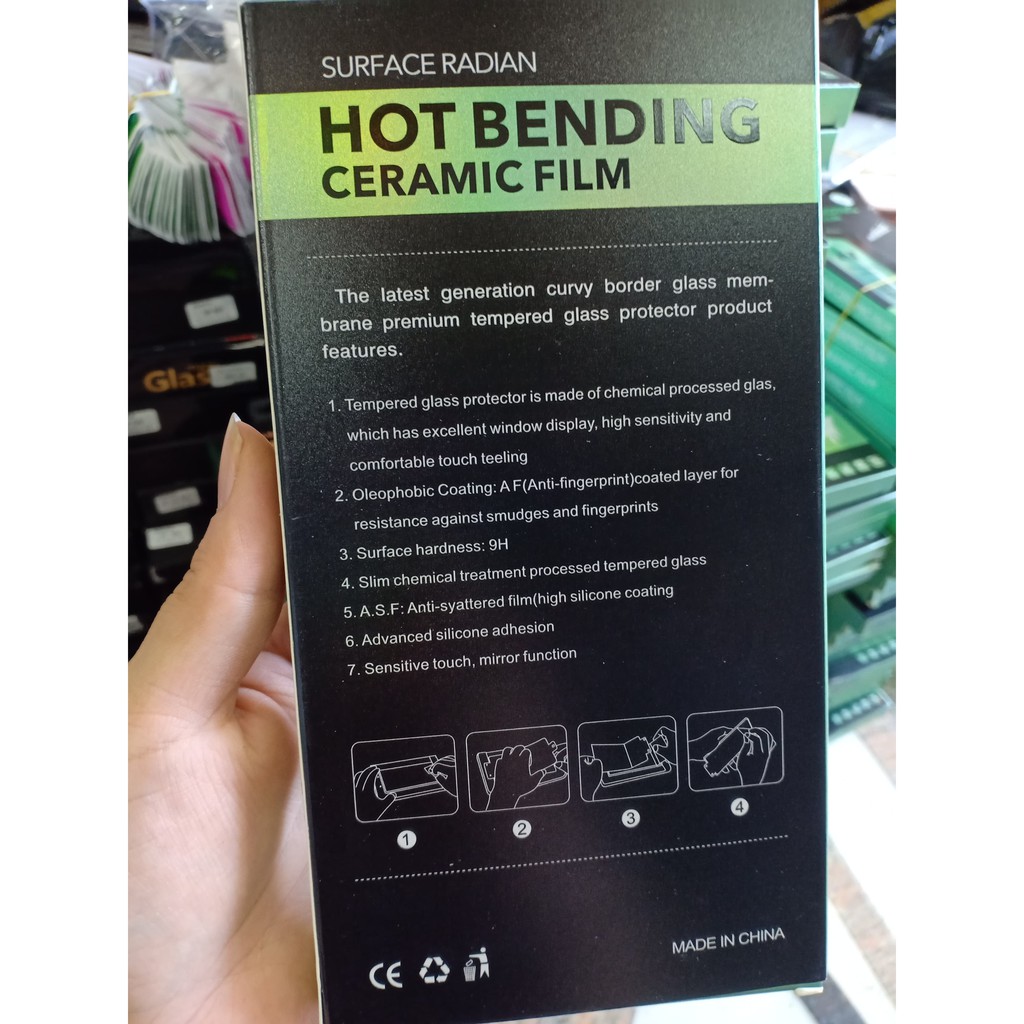 SURFACE RADIAN
HOT BENDING
CERAMIC FILM
The latest generation curvy border glass mem-
brane premium tempered glass protector product
features.
1. Tempered glass protector is made of chemical processed glas,
which has excellent window display, high sensitivity and
comfortable touch teeling
2. Oleophobic Coating: A F(Anti-fingerprint)coated layer for
resistance against smudges and fingerprints
3. Surface hardness: 9H
4. Slim chemical treatment processed tempered glass
5. A.S.F: Anti-syattered film(high silicone coating
6. Advanced silicone adhesion
7. Sensitive touch, mirror function
1
2
3
4
CE
MADE IN CHINA